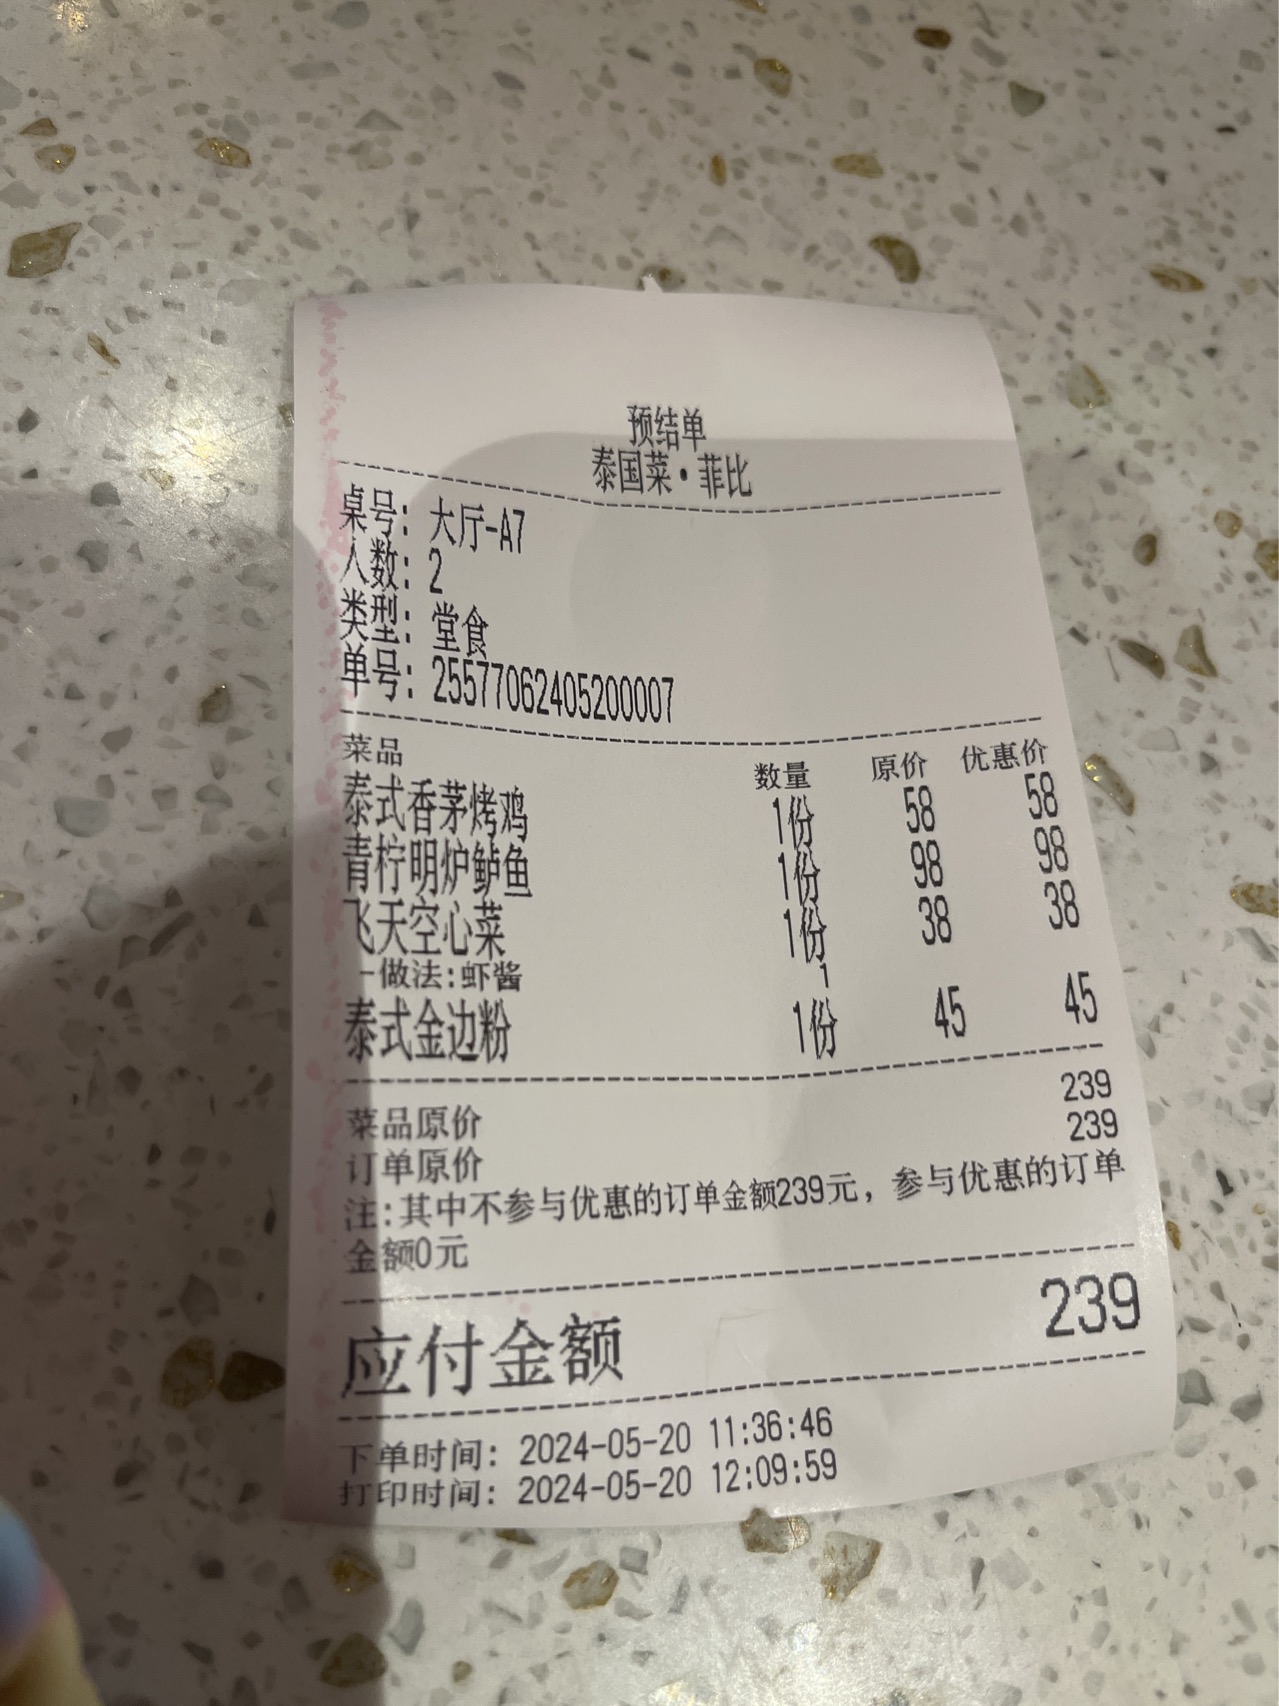 预结单
泰国菜·菲比
桌号: 大厅-A7
人数: 2
类型: 堂食
单号: 25577062405200007
菜品 数量 原价 优惠价
泰式香茅烤鸡 1份 58 58
青柠明炉鲈鱼 1份 98 98
飞天空心菜 1份 38 38
-做法:虾酱 1
泰式金边粉 1份 45 45
菜品原价 239
订单原价 239
注:其中不参与优惠的订单金额239元，参与优惠的订单
金额0元
应付金额 239
下单时间: 2024-05-20 11:36:46
打印时间: 2024-05-20 12:09:59